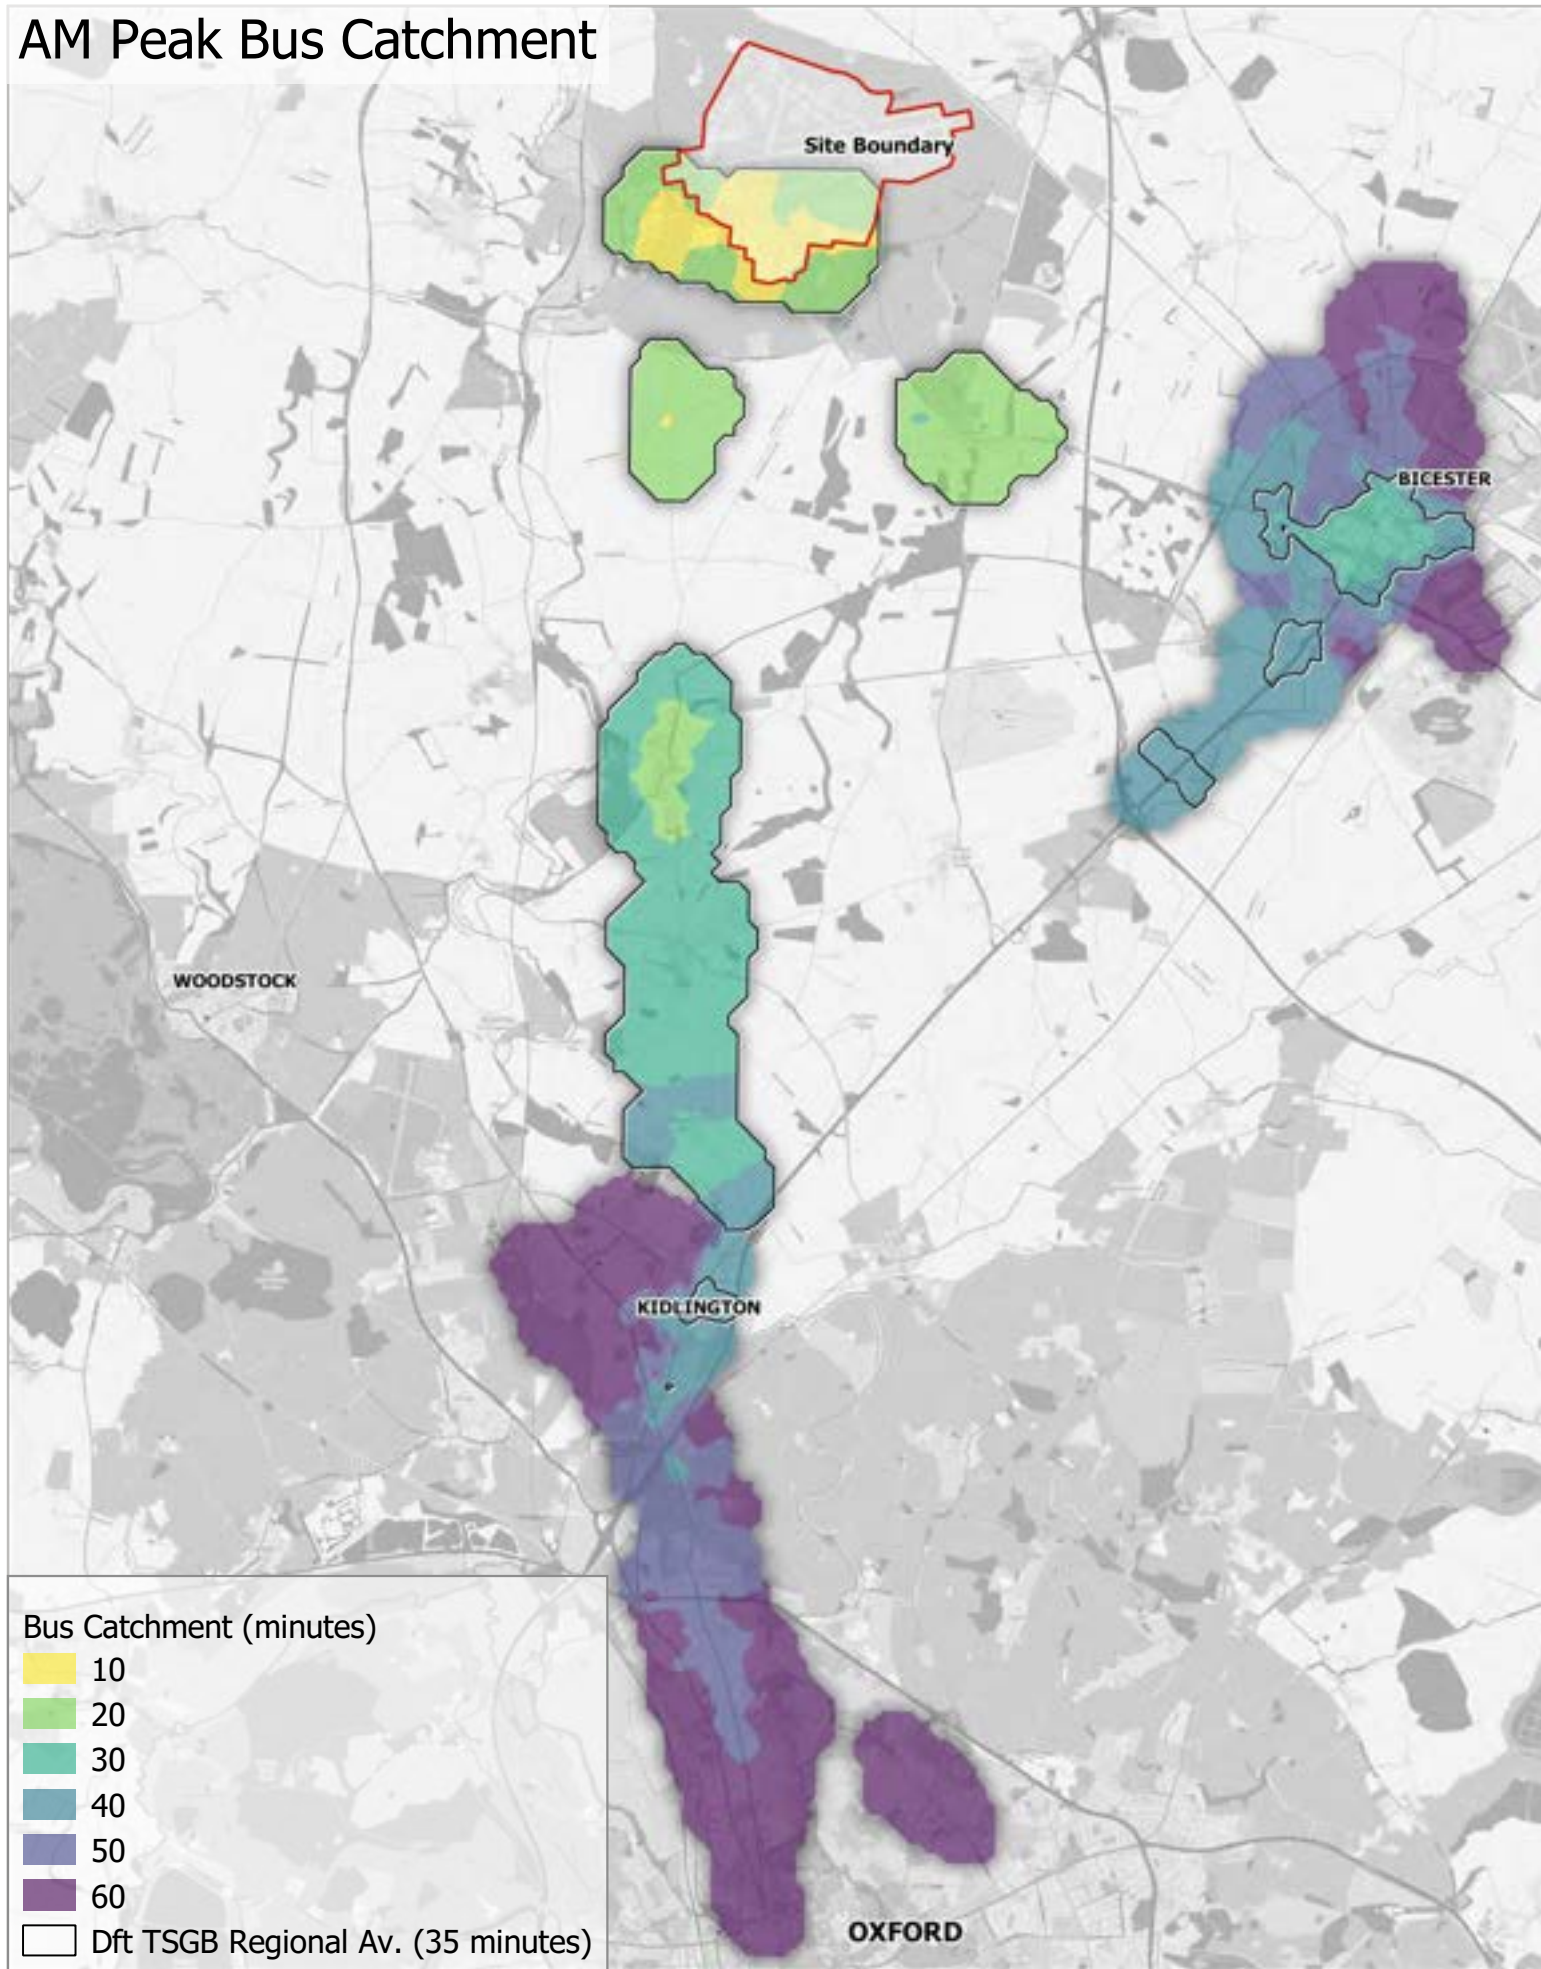 AM Peak Bus Catchment
Site Boundary
BICESTER
WOODSTOCK
KIDLINGTON
OXFORD
Bus Catchment (minutes)
10
20
30
40
50
60
Dft TSGB Regional Av. (35 minutes)